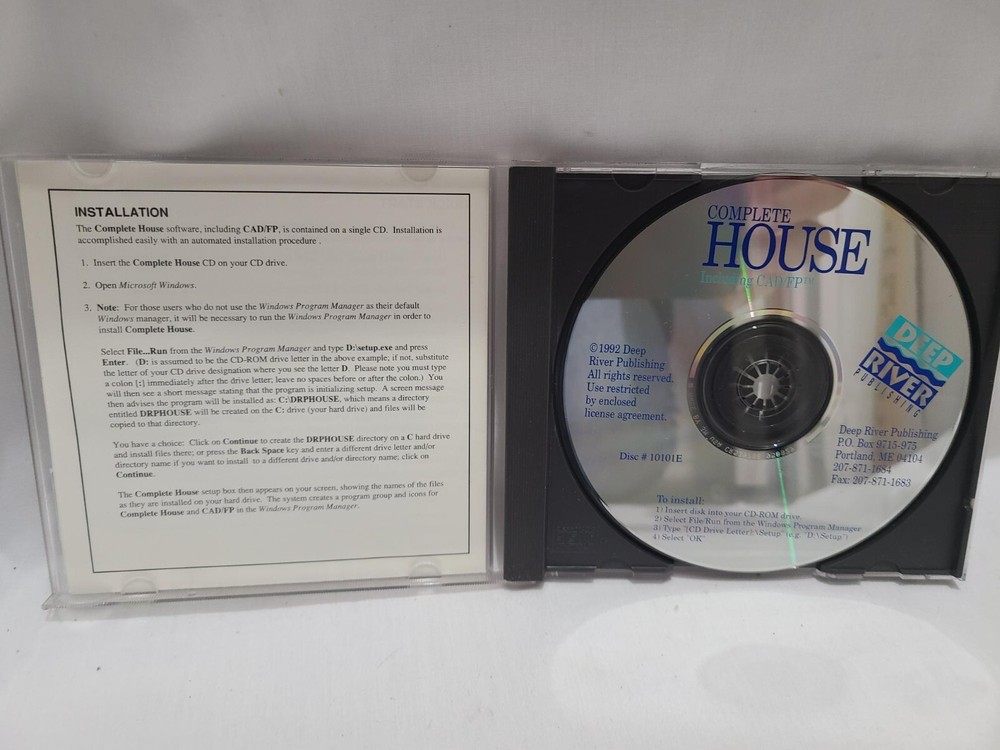 INSTALLATION
The Complete House software, including CAD/FP, is contained on a single CD. Installation is
accomplished easily with an automated installation procedure .
1. Insert the Complete House CD on your CD drive.
2. Open Microsoft Windows.
3. Note: For those users who do not use the Windows Program Manager as their default
Windows manager, it will be necessary to run the Windows Program Manager in order to
install Complete House.
Select File...Run from the Windows Program Manager and type D:\setup.exe and press
Enter. (D: is assumed to be the CD-ROM drive letter in the above example; if not, substitute
the letter of your CD drive designation where you see the letter D. Please note you must type
a colon [:] immediately after the drive letter; leave no spaces before or after the colon.) You
will then see a short message stating that the program is initializing setup. A screen message
then advises the program will be installed as: C:\DRPHOUSE, which means a directory
entitled DRPHOUSE will be created on the C: drive (your hard drive) and files will be
copied to that directory.
You have a choice: Click on Continue to create the DRPHOUSE directory on a C hard drive
and install files there; or press the Back Space key and enter a different drive letter and/or
directory name if you want to install to a different drive and/or directory name; click on
Continue.
The Complete House setup box then appears on your screen, showing the names of the files
as they are installed on your hard drive. The system creates a program group and icons for
Complete House and CAD/FP in the Windows Program Manager.
COMPLETE
HOUSE
Including CAD/FP™
©1992 Deep
River Publishing
All rights reserved.
Use restricted
by enclosed
license agreement.
Disc # 10101E
DEEP
RIVER
PUBLISHING
Deep River Publishing
P.O. Box 9715-975
Portland, ME 04104
207-871-1684
Fax: 207-871-1683
To install:
1) Insert disk into your CD-ROM drive.
2) Select File/Run from the Windows Program Manager
3) Type "[CD Drive Letter]:\Setup" (e.g. "D:\Setup")
4) Select "OK"